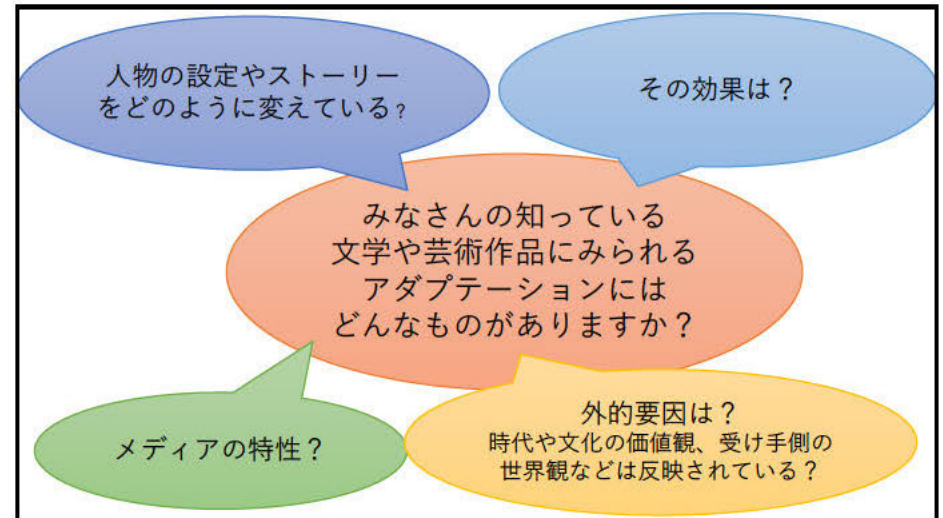 人物の設定やストーリー
をどのように変えている?
その効果は？
みなさんの知っている
文学や芸術作品にみられる
アダプテーションには
どんなものがありますか？
メディアの特性？
外的要因は？
時代や文化の価値観、受け手側の
世界観などは反映されている？